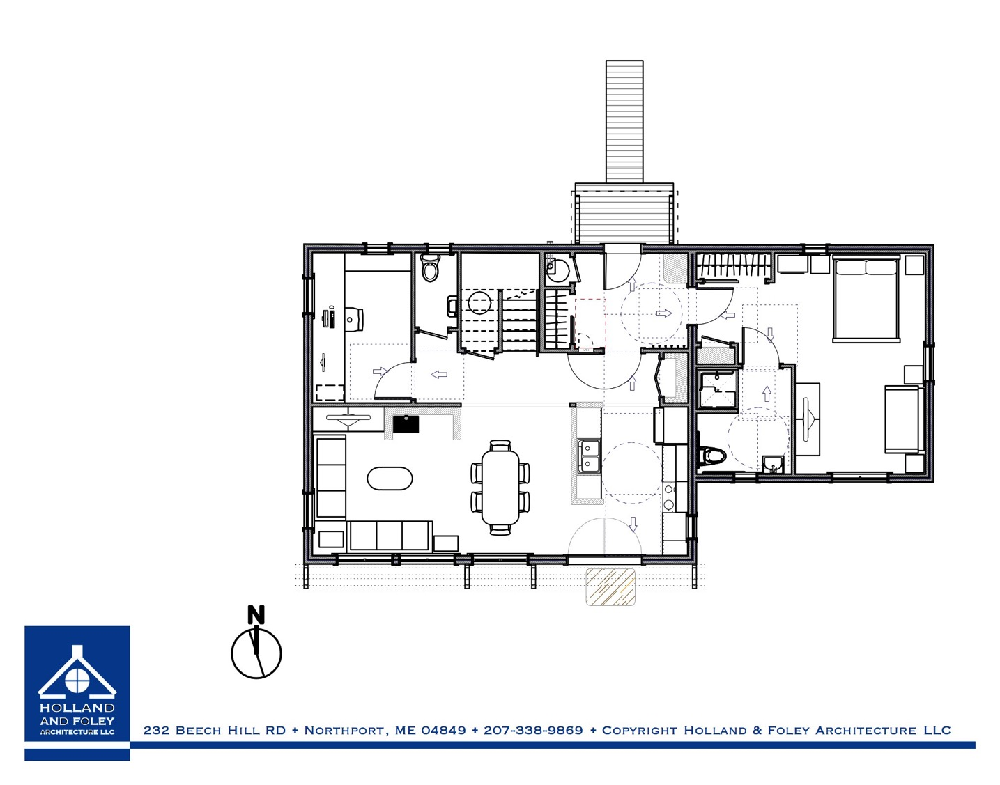 N
HOLLAND
AND FOLEY
ARCHITECTURE LLC
232 BEECH HILL RD + NORTHPORT, ME 04849 + 207-338-9869 + COPYRIGHT HOLLAND & FOLEY ARCHITECTURE LLC